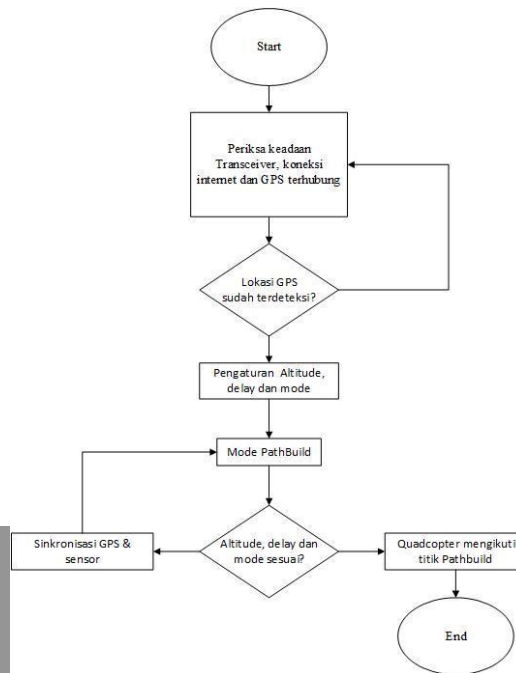 Start
Periksa keadaan
Transceiver, koneksi
internet dan GPS terhubung
Lokasi GPS
sudah terdeteksi?
Pengaturan Altitude,
delay dan mode
Mode PathBuild
Sinkronisasi GPS &
sensor
Altitude, delay dan
mode sesuai?
Quadcopter mengikuti
titik Pathbuild
End